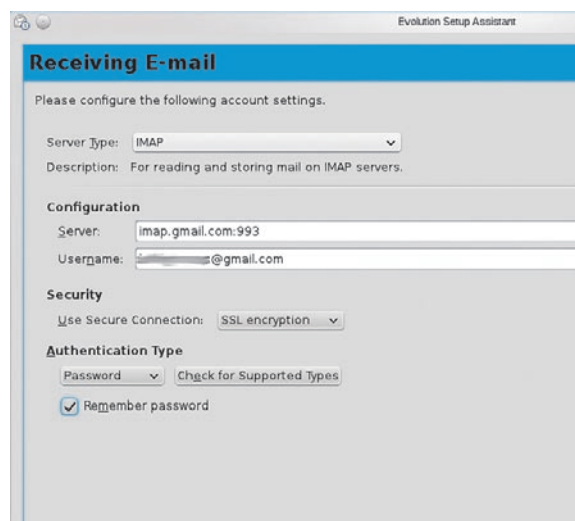 Evolution Setup Assistant
Receiving E-mail
Please configure the following account settings.
Server Type: IMAP
Description: For reading and storing mail on IMAP servers.
Configuration
Server: imap.gmail.com:993
Username: @gmail.com
Security
Use Secure Connection: SSL encryption
Authentication Type
Password Check for Supported Types
Remember password